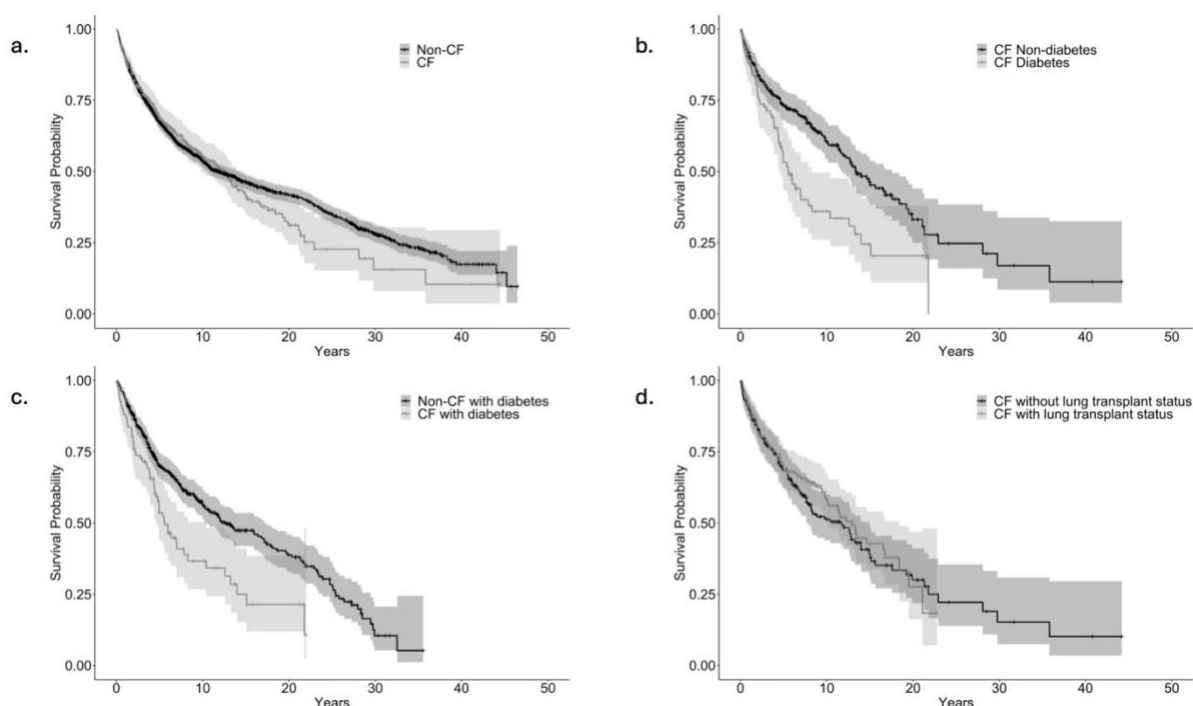 a.
Survival Probability
1.00
0.75
0.50
0.25
0.00
Non-CF
CF
0 10 20 30 40 50
Years
b.
Survival Probability
1.00
0.75
0.50
0.25
0.00
CF Non-diabetes
CF Diabetes
0 10 20 30 40 50
Years
c.
Survival Probability
1.00
0.75
0.50
0.25
0.00
Non-CF with diabetes
CF with diabetes
0 10 20 30 40 50
Years
d.
Survival Probability
1.00
0.75
0.50
0.25
0.00
CF without lung transplant status
CF with lung transplant status
0 10 20 30 40 50
Years